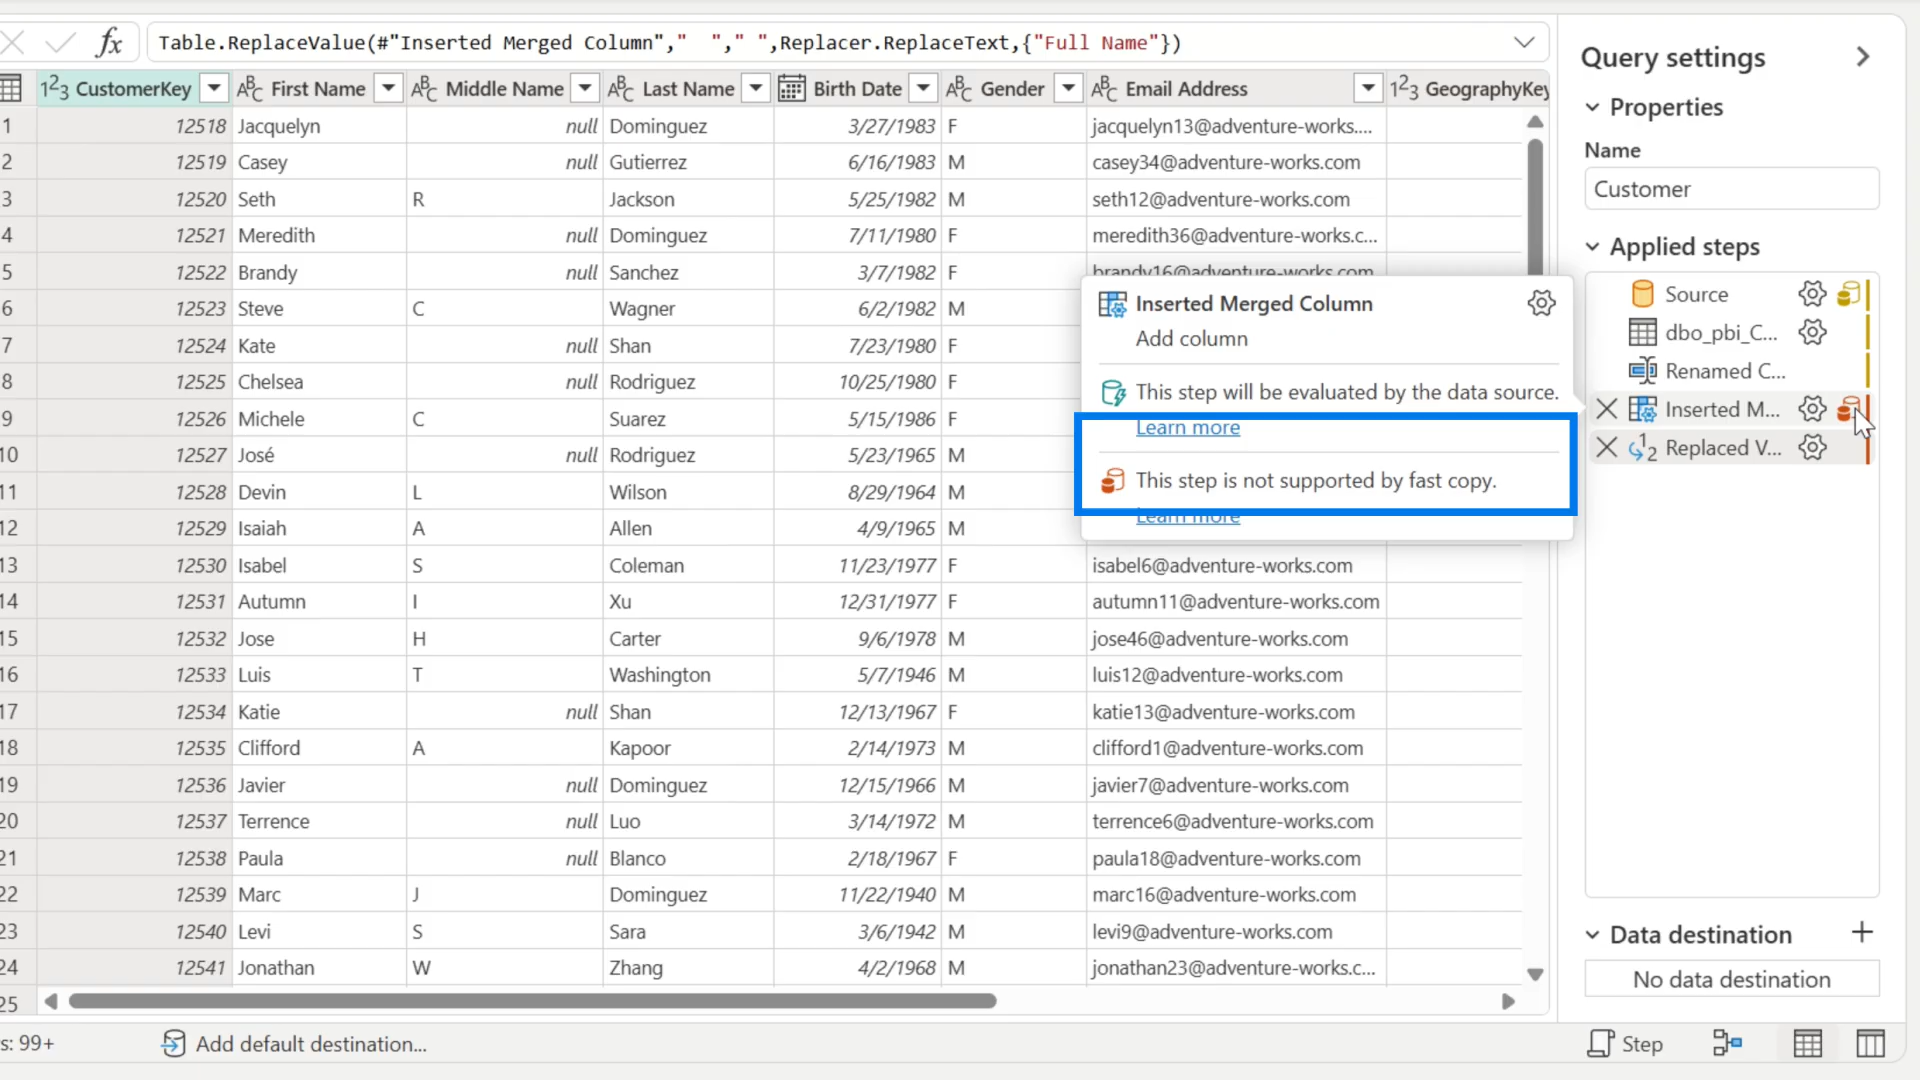 fx Table.ReplaceValue(#"Inserted Merged Column","  "," ",Replacer.ReplaceText,{"Full Name"})
123 CustomerKey ABC First Name ABC Middle Name ABC Last Name Birth Date ABC Gender ABC Email Address 123 GeographyKey
1 12518 Jacquelyn null Dominguez 3/27/1983 F jacquelyn13@adventure-works....
2 12519 Casey null Gutierrez 6/16/1983 M casey34@adventure-works.com
3 12520 Seth R Jackson 5/25/1982 M seth12@adventure-works.com
4 12521 Meredith null Dominguez 7/11/1980 F meredith36@adventure-works.c...
5 12522 Brandy null Sanchez 3/7/1982 F brandy16@adventure-works.com
6 12523 Steve C Wagner 6/2/1982 M
7 12524 Kate null Shan 7/23/1980 F
8 12525 Chelsea null Rodriguez 10/25/1980 F
9 12526 Michele C Suarez 5/15/1986 F
10 12527 José null Rodriguez 5/23/1965 M
11 12528 Devin L Wilson 8/29/1964 M
12 12529 Isaiah A Allen 4/9/1965 M
13 12530 Isabel S Coleman 11/23/1977 F isabel6@adventure-works.com
14 12531 Autumn I Xu 12/31/1977 F autumn11@adventure-works.com
15 12532 Jose H Carter 9/6/1978 M jose46@adventure-works.com
16 12533 Luis T Washington 5/7/1946 M luis12@adventure-works.com
17 12534 Katie null Shan 12/13/1967 F katie13@adventure-works.com
18 12535 Clifford A Kapoor 2/14/1973 M clifford1@adventure-works.com
19 12536 Javier null Dominguez 12/15/1966 M javier7@adventure-works.com
20 12537 Terrence null Luo 3/14/1972 M terrence6@adventure-works.com
21 12538 Paula null Blanco 2/18/1967 F paula18@adventure-works.com
22 12539 Marc J Dominguez 11/22/1940 M marc16@adventure-works.com
23 12540 Levi S Sara 3/6/1942 M levi9@adventure-works.com
24 12541 Jonathan W Zhang 4/2/1968 M jonathan23@adventure-works.c...
25
Inserted Merged Column
Add column
This step will be evaluated by the data source.
Learn more
This step is not supported by fast copy.
Learn more
Query settings
Properties
Name
Customer
Applied steps
Source
dbo_pbi_C...
Renamed C...
Inserted M...
Replaced V...
Data destination
No data destination
s: 99+
Add default destination...
Step